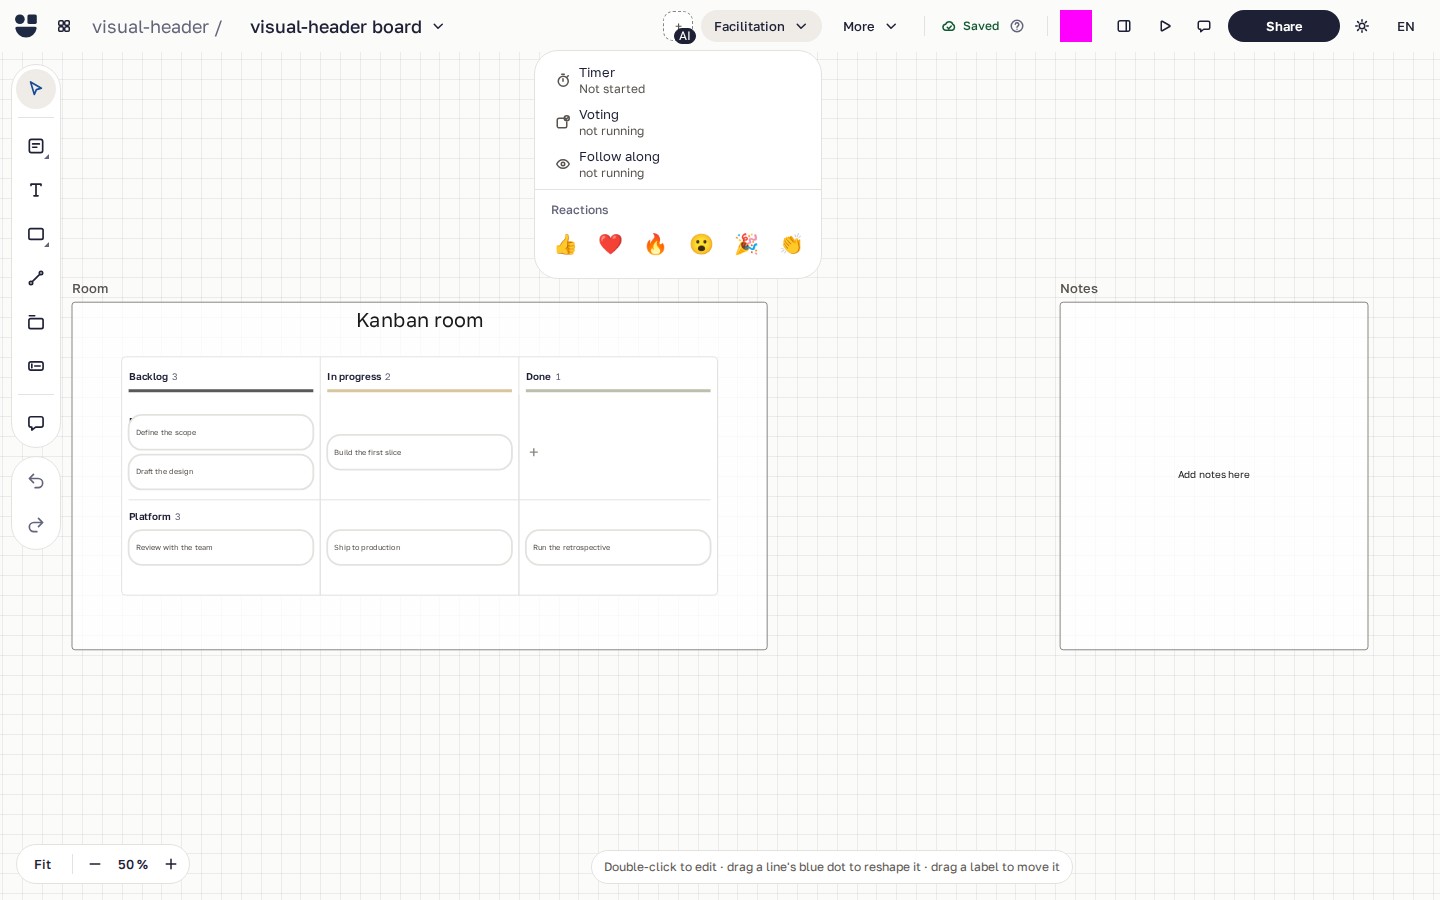 visual-header /
visual-header board
+
AI
Facilitation
More
Saved
Share
EN
Timer
Not started
Voting
not running
Follow along
not running
Reactions
Room
Kanban room
Backlog 3
In progress 2
Done 1
Define the scope
Draft the design
Build the first slice
+
Platform 3
Review with the team
Ship to production
Run the retrospective
Notes
Add notes here
Fit
50 %
Double-click to edit · drag a line's blue dot to reshape it · drag a label to move it